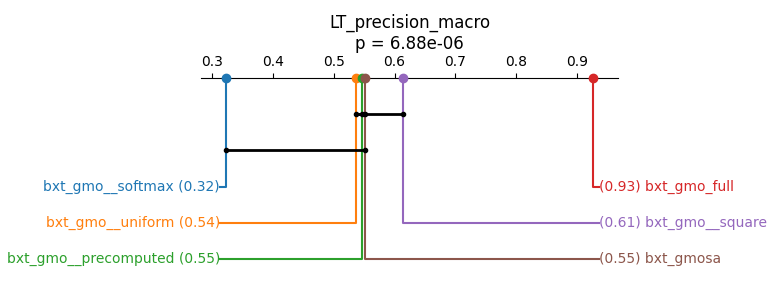 LT_precision_macro
p = 6.88e-06
0.3 0.4 0.5 0.6 0.7 0.8 0.9
bxt_gmo__softmax (0.32) (0.93) bxt_gmo_full
bxt_gmo__uniform (0.54) (0.61) bxt_gmo__square
bxt_gmo__precomputed (0.55) (0.55) bxt_gmosa